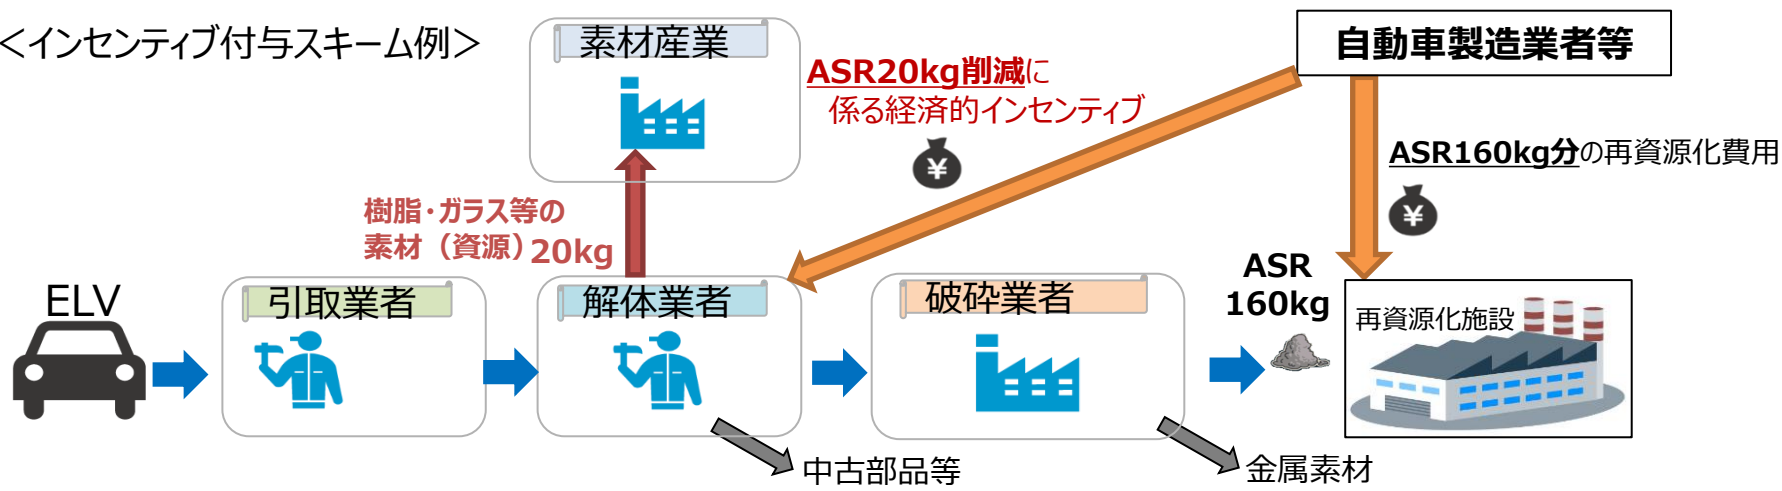 ＜インセンティブ付与スキーム例＞
素材産業
ASR20kg削減に
係る経済的インセンティブ
¥
自動車製造業者等
ASR160kg分の再資源化費用
¥
樹脂・ガラス等の
素材（資源）20kg
ELV
引取業者
解体業者
破砕業者
ASR
160kg
再資源化施設
中古部品等
金属素材